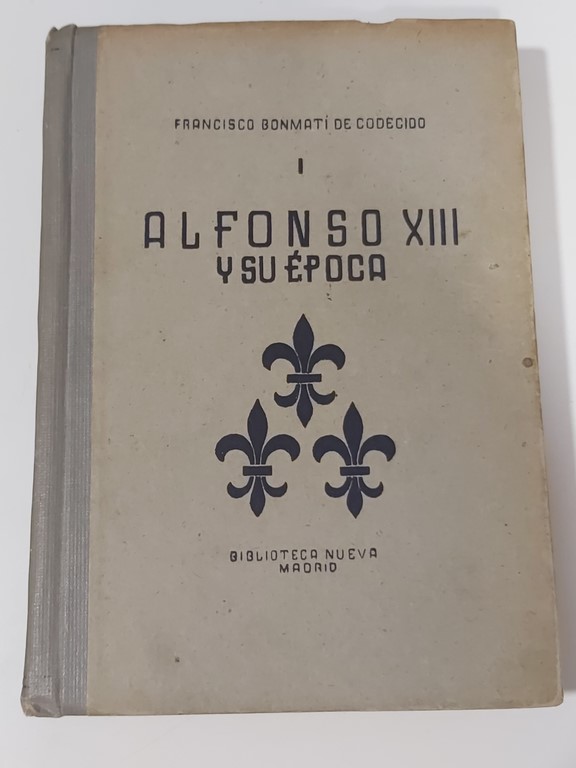 FRANCISCO BONMATÍ DE CODECIDO
I
ALFONSO XIII
Y SU ÉPOCA
BIBLIOTECA NUEVA
MADRID